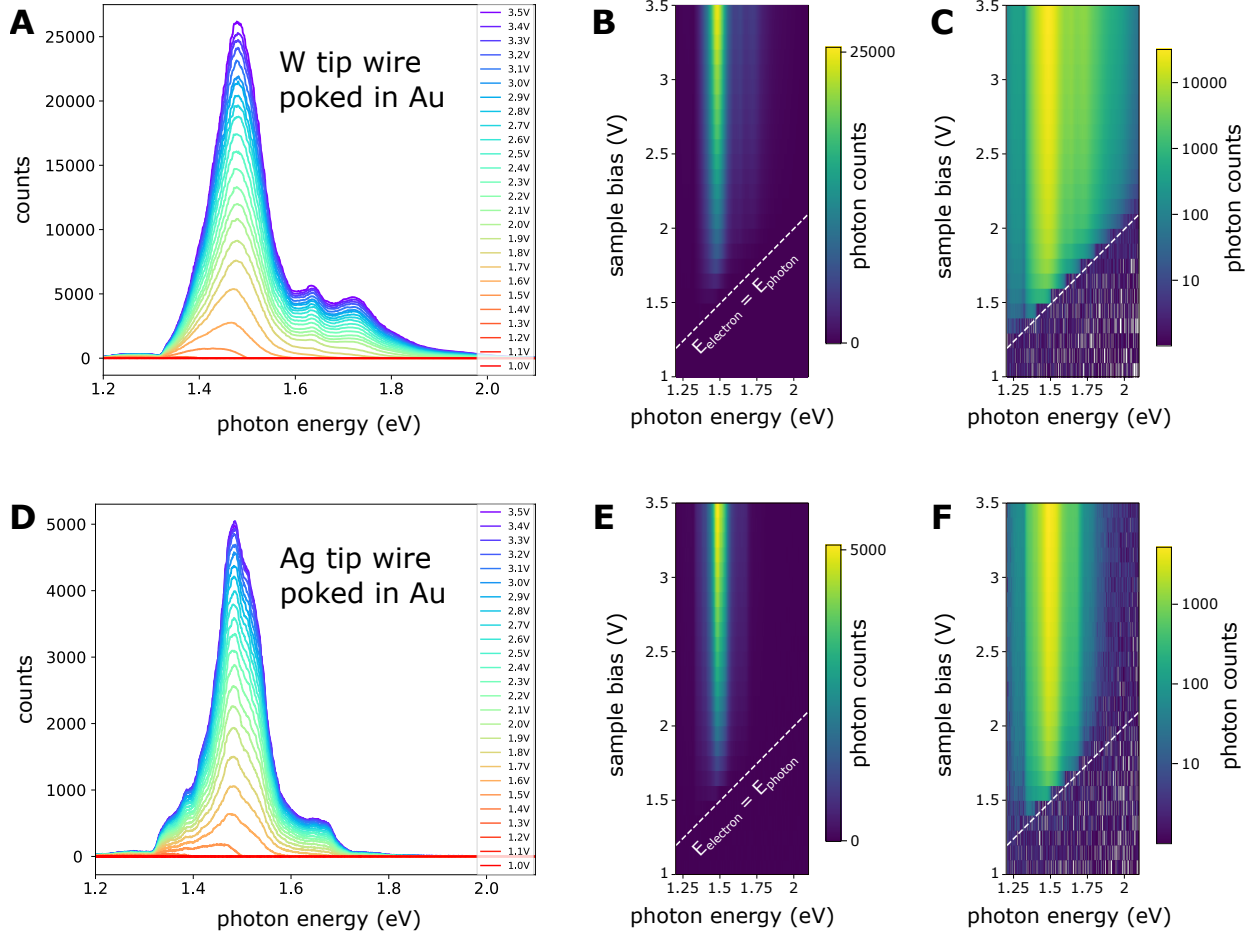 A
25000
20000
15000
10000
5000
0
counts
1.2
1.4
1.6
1.8
2.0
photon energy (eV)
W tip wire
poked in Au
3.5V
3.4V
3.3V
3.2V
3.1V
3.0V
2.9V
2.8V
2.7V
2.6V
2.5V
2.4V
2.3V
2.2V
2.1V
2.0V
1.9V
1.8V
1.7V
1.6V
1.5V
1.4V
1.3V
1.2V
1.1V
1.0V
B
3.5
3
2.5
2
1.5
1
sample bias (V)
1.25
1.5
1.75
2
photon energy (eV)
E_electron = E_photon
25000
0
photon counts
C
3.5
3
2.5
2
1.5
1
sample bias (V)
1.25
1.5
1.75
2
photon energy (eV)
10000
1000
100
10
photon counts
D
5000
4000
3000
2000
1000
0
counts
1.2
1.4
1.6
1.8
2.0
photon energy (eV)
Ag tip wire
poked in Au
3.5V
3.4V
3.3V
3.2V
3.1V
3.0V
2.9V
2.8V
2.7V
2.6V
2.5V
2.4V
2.3V
2.2V
2.1V
2.0V
1.9V
1.8V
1.7V
1.6V
1.5V
1.4V
1.3V
1.2V
1.1V
1.0V
E
3.5
3
2.5
2
1.5
1
sample bias (V)
1.25
1.5
1.75
2
photon energy (eV)
E_electron = E_photon
5000
0
photon counts
F
3.5
3
2.5
2
1.5
1
sample bias (V)
1.25
1.5
1.75
2
photon energy (eV)
1000
100
10
photon counts